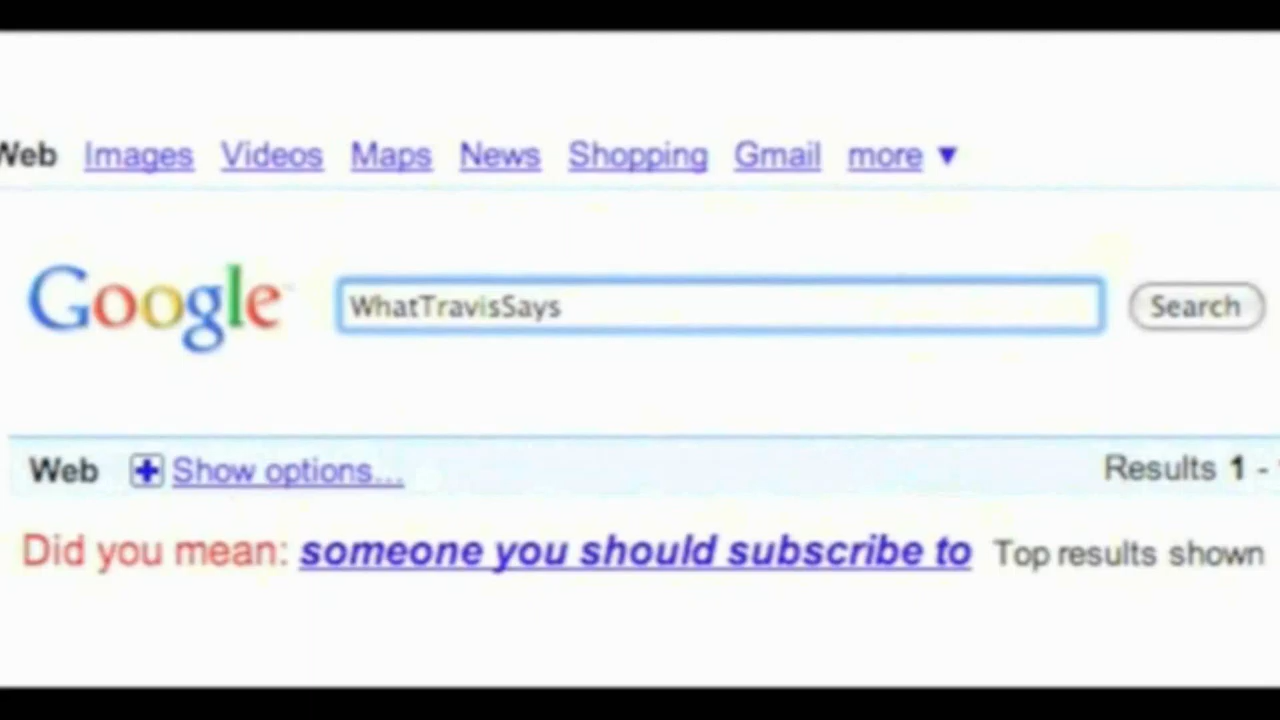 Web Images Videos Maps News Shopping Gmail more ▼
Google WhatTravisSays Search
Web + Show options... Results 1 -
Did you mean: someone you should subscribe to Top results shown